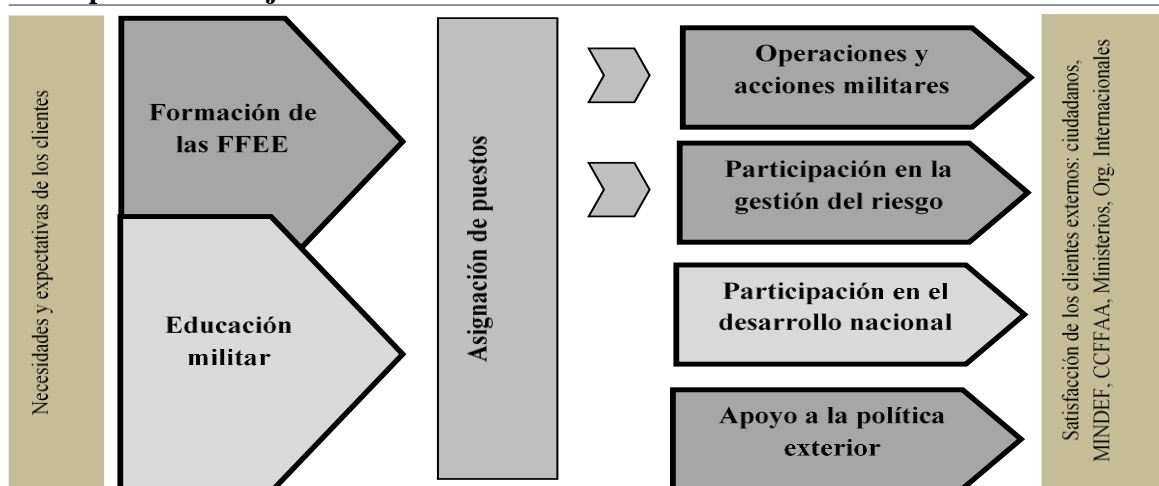 Necesidades y expectativas de los clientes
Formación de
las FFEE
Educación
militar
Asignación de puestos
Operaciones y
acciones militares
Participación en la
gestión del riesgo
Participación en el
desarrollo nacional
Apoyo a la política
exterior
Satisfacción de los clientes externos: ciudadanos,
MINDEF, CCFFAA, Ministerios, Org. Internacionales